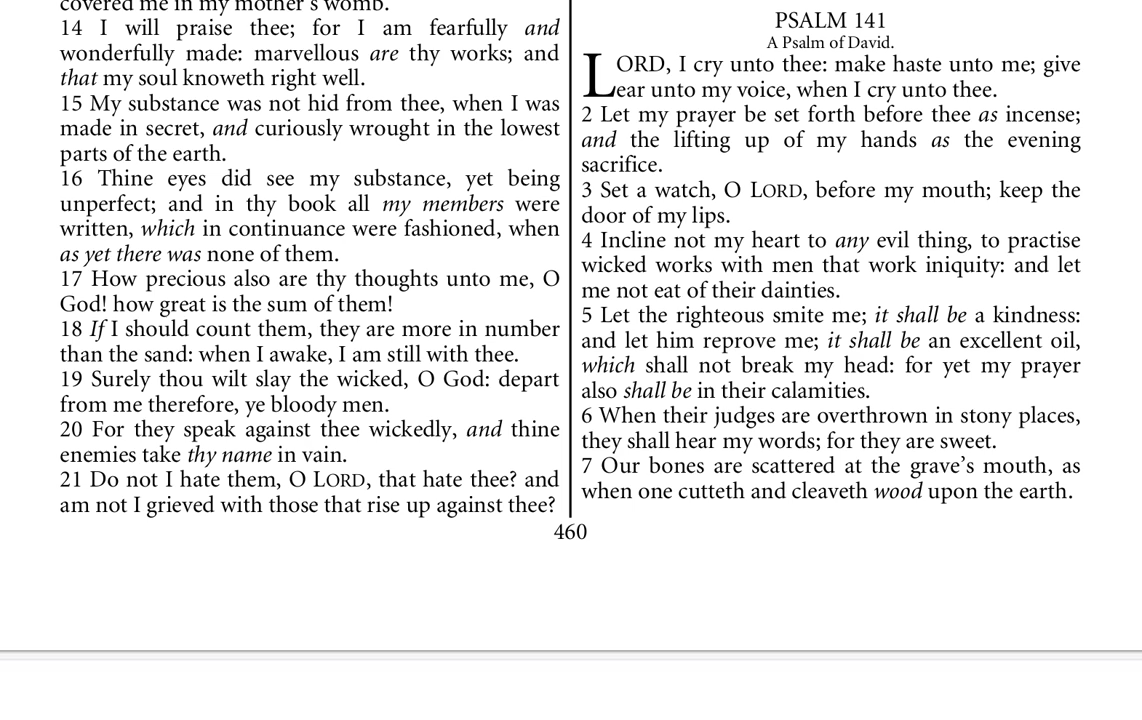 covered me in my mother's womb.
14 I will praise thee; for I am fearfully and
wonderfully made: marvellous are thy works; and
that my soul knoweth right well.
15 My substance was not hid from thee, when I was
made in secret, and curiously wrought in the lowest
parts of the earth.
16 Thine eyes did see my substance, yet being
unperfect; and in thy book all my members were
written, which in continuance were fashioned, when
as yet there was none of them.
17 How precious also are thy thoughts unto me, O
God! how great is the sum of them!
18 If I should count them, they are more in number
than the sand: when I awake, I am still with thee.
19 Surely thou wilt slay the wicked, O God: depart
from me therefore, ye bloody men.
20 For they speak against thee wickedly, and thine
enemies take thy name in vain.
21 Do not I hate them, O LORD, that hate thee? and
am not I grieved with those that rise up against thee?
PSALM 141
A Psalm of David.
LORD, I cry unto thee: make haste unto me; give
ear unto my voice, when I cry unto thee.
2 Let my prayer be set forth before thee as incense;
and the lifting up of my hands as the evening
sacrifice.
3 Set a watch, O LORD, before my mouth; keep the
door of my lips.
4 Incline not my heart to any evil thing, to practise
wicked works with men that work iniquity: and let
me not eat of their dainties.
5 Let the righteous smite me; it shall be a kindness:
and let him reprove me; it shall be an excellent oil,
which shall not break my head: for yet my prayer
also shall be in their calamities.
6 When their judges are overthrown in stony places,
they shall hear my words; for they are sweet.
7 Our bones are scattered at the grave's mouth, as
when one cutteth and cleaveth wood upon the earth.
460